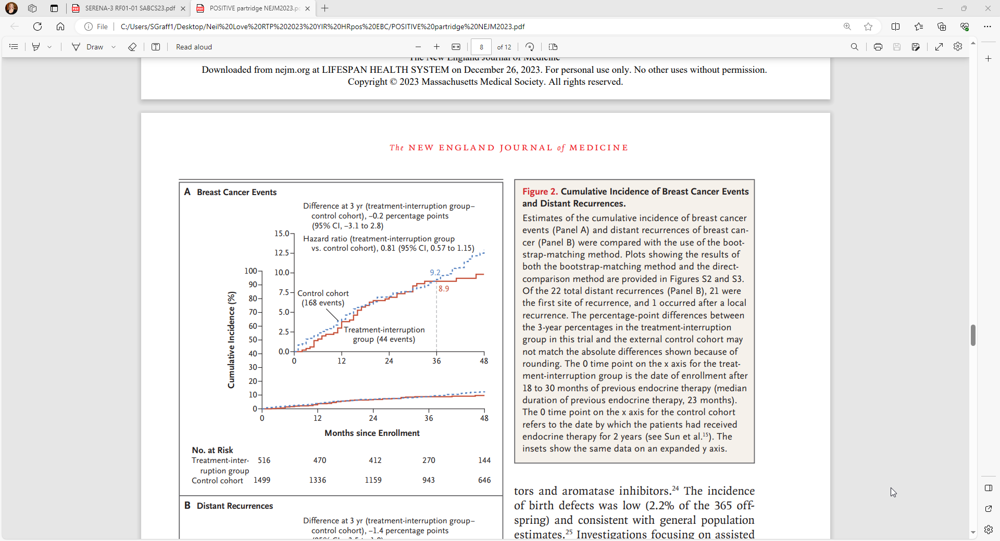 SERENA-3 RF01-01 SABCS23.pdf
POSITIVE partridge NEJM2023.p
File
C:/Users/SGraff1/Desktop/Neil%20Love%20RTP%202023%20YIR%20HRpos%20EBC/POSITIVE%20partridge%20NEJM2023.pdf
Draw
Read aloud
8 of 12
The New England Journal of Medicine
Downloaded from nejm.org at LIFESPAN HEALTH SYSTEM on December 26, 2023. For personal use only. No other uses without permission.
Copyright © 2023 Massachusetts Medical Society. All rights reserved.
The NEW ENGLAND JOURNAL of MEDICINE
A Breast Cancer Events
Difference at 3 yr (treatment-interruption group–
control cohort), −0.2 percentage points
(95% CI, −3.1 to 2.8)
Hazard ratio (treatment-interruption group
vs. control cohort), 0.81 (95% CI, 0.57 to 1.15)
15.0
12.5
10.0
7.5
5.0
2.5
0.0
0 12 24 36 48
9.2
8.9
Control cohort
(168 events)
Treatment-interruption
group (44 events)
Cumulative Incidence (%)
100
90
80
70
60
50
40
30
20
10
0
0 12 24 36 48
Months since Enrollment
No. at Risk
Treatment-inter- 516 470 412 270 144
ruption group
Control cohort 1499 1336 1159 943 646
B Distant Recurrences
Difference at 3 yr (treatment-interruption group–
control cohort), −1.4 percentage points
Figure 2. Cumulative Incidence of Breast Cancer Events
and Distant Recurrences.
Estimates of the cumulative incidence of breast cancer
events (Panel A) and distant recurrences of breast can-
cer (Panel B) were compared with the use of the boot-
strap-matching method. Plots showing the results of
both the bootstrap-matching method and the direct-
comparison method are provided in Figures S2 and S3.
Of the 22 total distant recurrences (Panel B), 21 were
the first site of recurrence, and 1 occurred after a local
recurrence. The percentage-point differences between
the 3-year percentages in the treatment-interruption
group in this trial and the external control cohort may
not match the absolute differences shown because of
rounding. The 0 time point on the x axis for the treat-
ment-interruption group is the date of enrollment after
18 to 30 months of previous endocrine therapy (median
duration of previous endocrine therapy, 23 months).
The 0 time point on the x axis for the control cohort
refers to the date by which the patients had received
endocrine therapy for 2 years (see Sun et al.15). The
insets show the same data on an expanded y axis.
tors and aromatase inhibitors.24 The incidence
of birth defects was low (2.2% of the 365 off-
spring) and consistent with general population
estimates.25 Investigations focusing on assisted